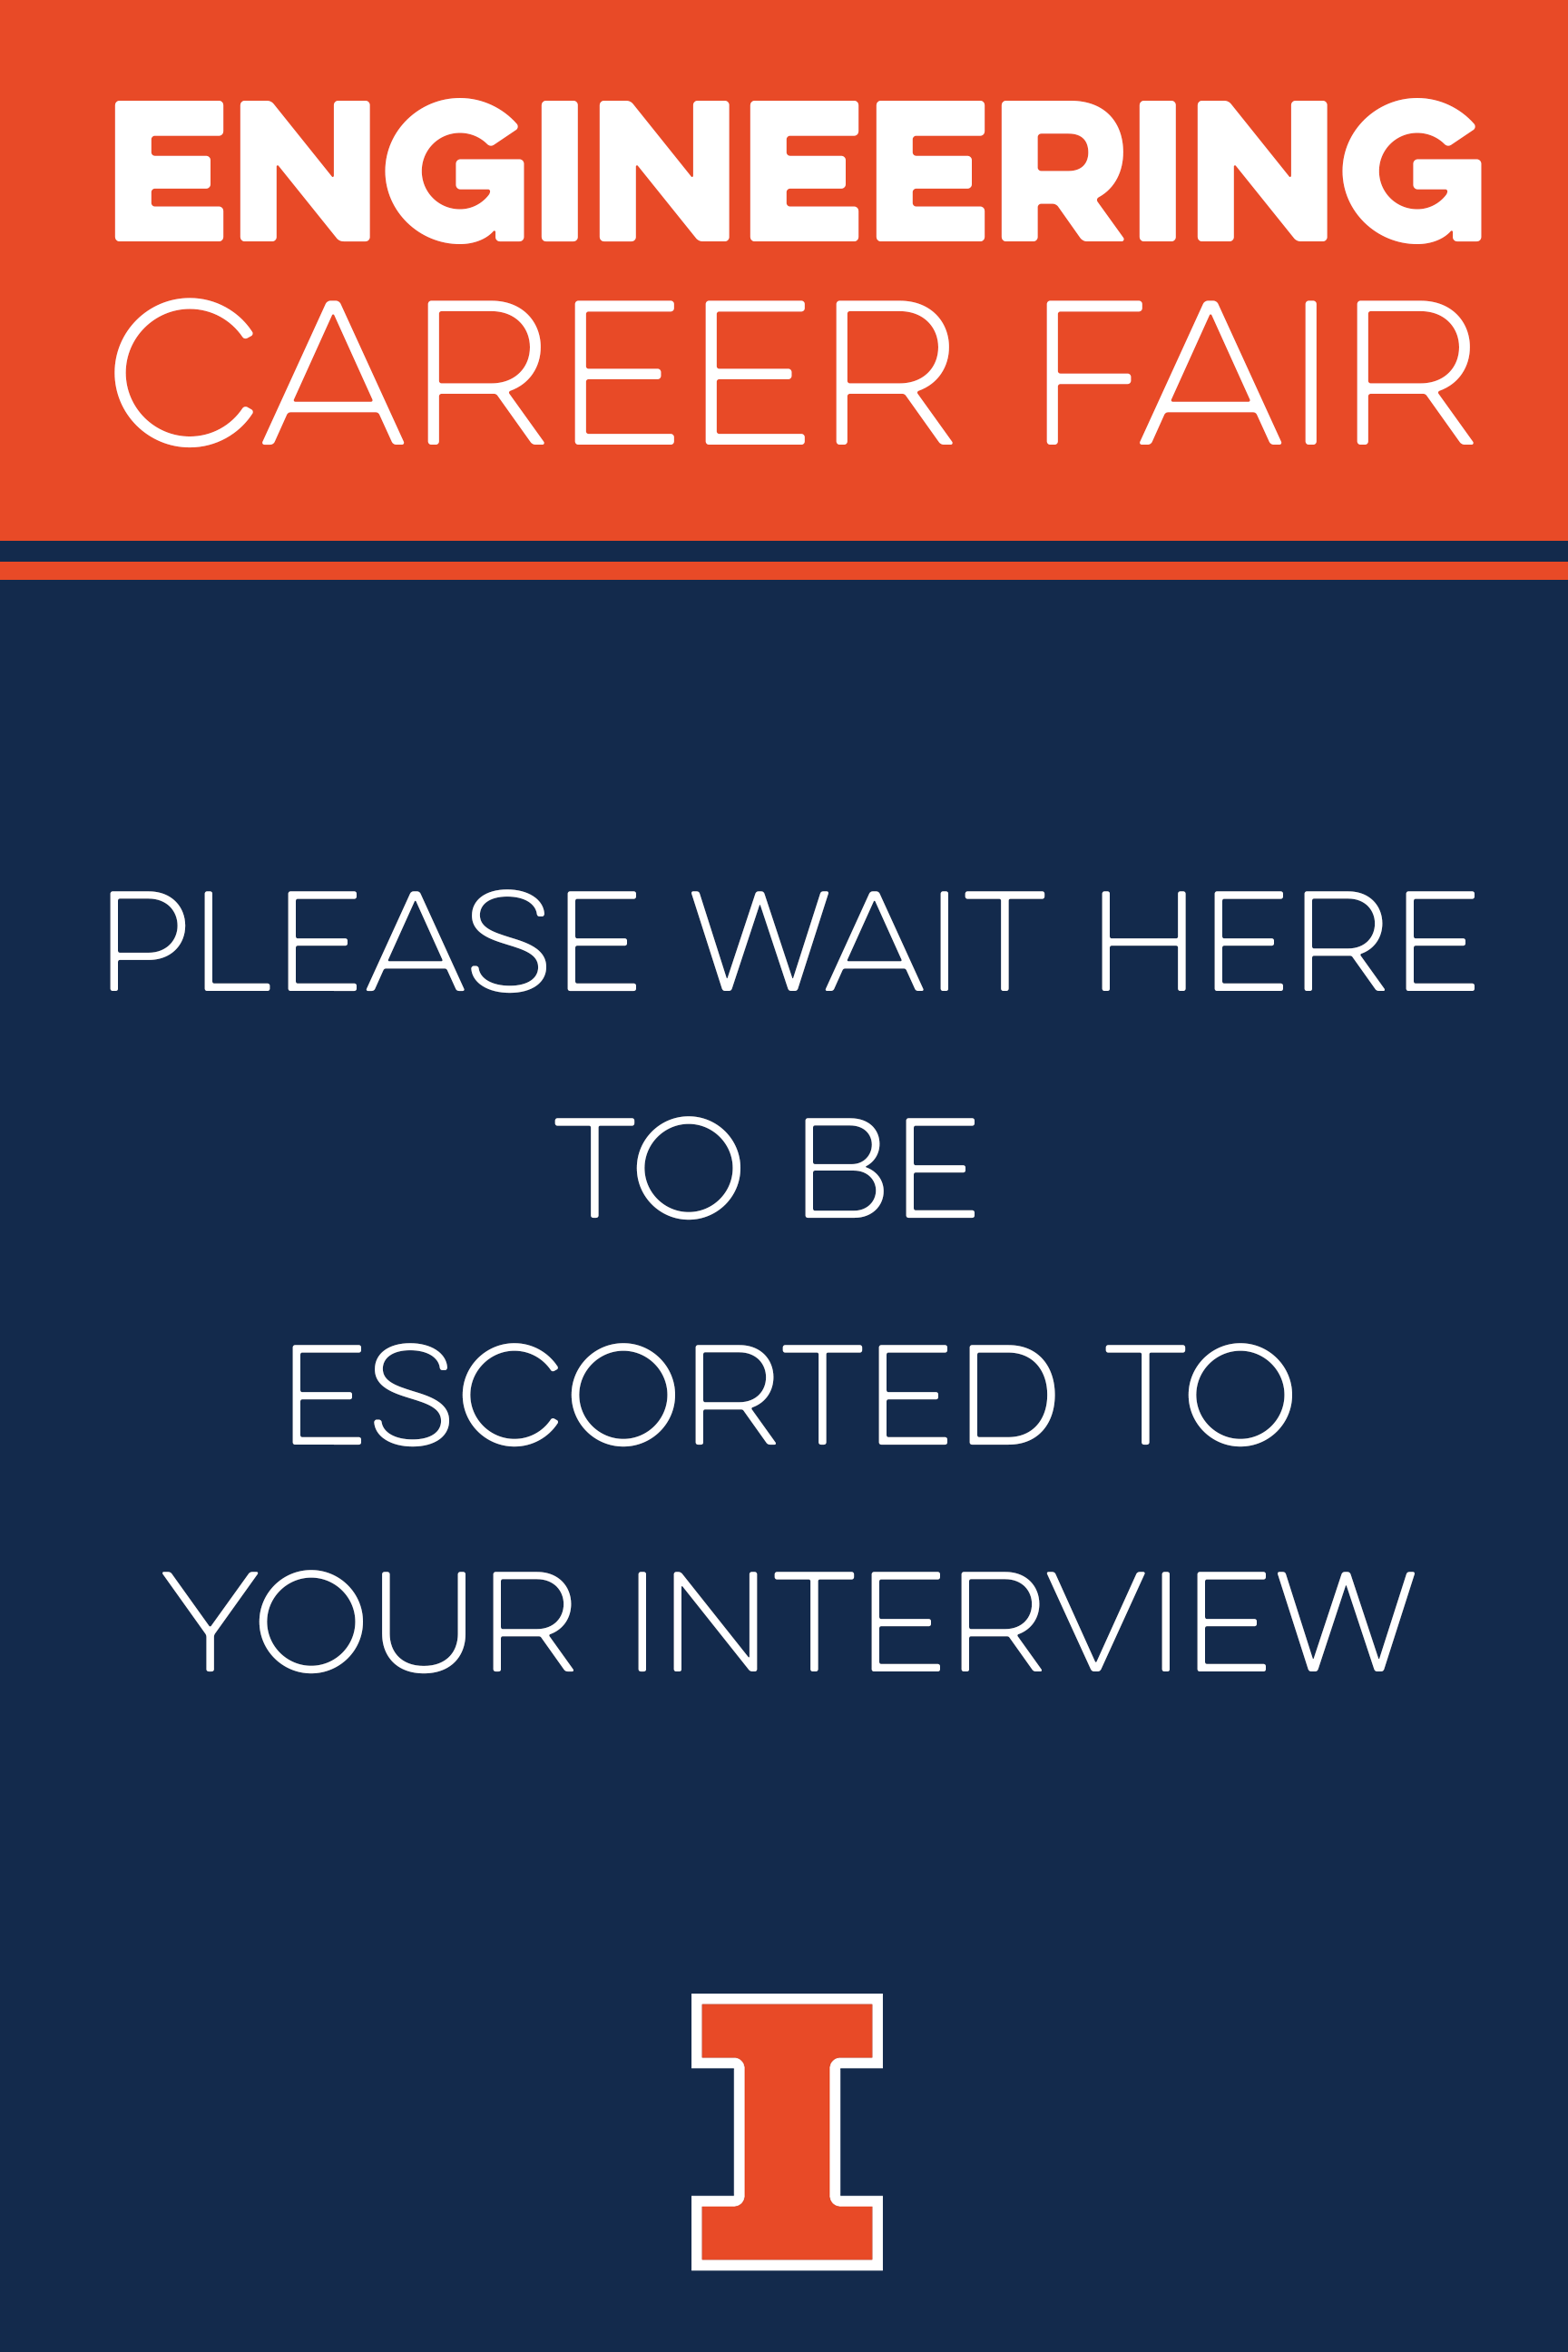 ENGINEERING
CAREER FAIR
PLEASE WAIT HERE
TO BE
ESCORTED TO
YOUR INTERVIEW
I